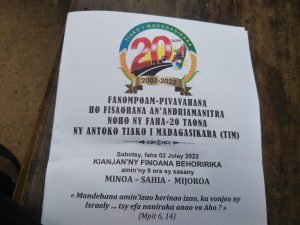 TIAKO I MADAGASIKARA
20
2002-2022
FANOMPOAM-PIVAVAHANA
HO FISAORANA AN'ANDRIAMANITRA
NOHO NY FAHA-20 TAONA
NY ANTOKO TIAKO I MADAGASIKARA (TIM)
Sabotsy, faha 02 Jolay 2022
KIANJAN'NY FINOANA BEHORIRIKA
amin'ny 9 ora sy sasany
MINOA – SAHIA – MIJOROA
« Mandehana amin'izao herinao izao, ka vonjeo ny
Israely ... tsy efa naniraka anao va Aho ? »
(Mpit 6, 14)